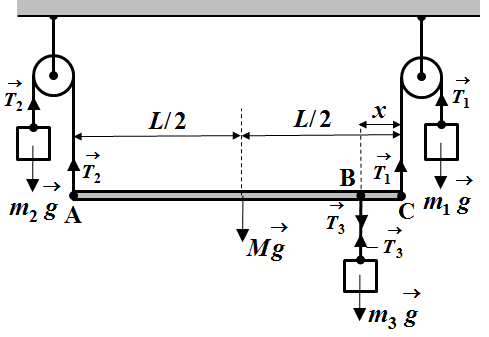 T₂
L/2
L/2
x
T₁
T₂
B
T₁
m₂ g
A
Mg
T₃
C
m₁ g
– T₃
m₃ g